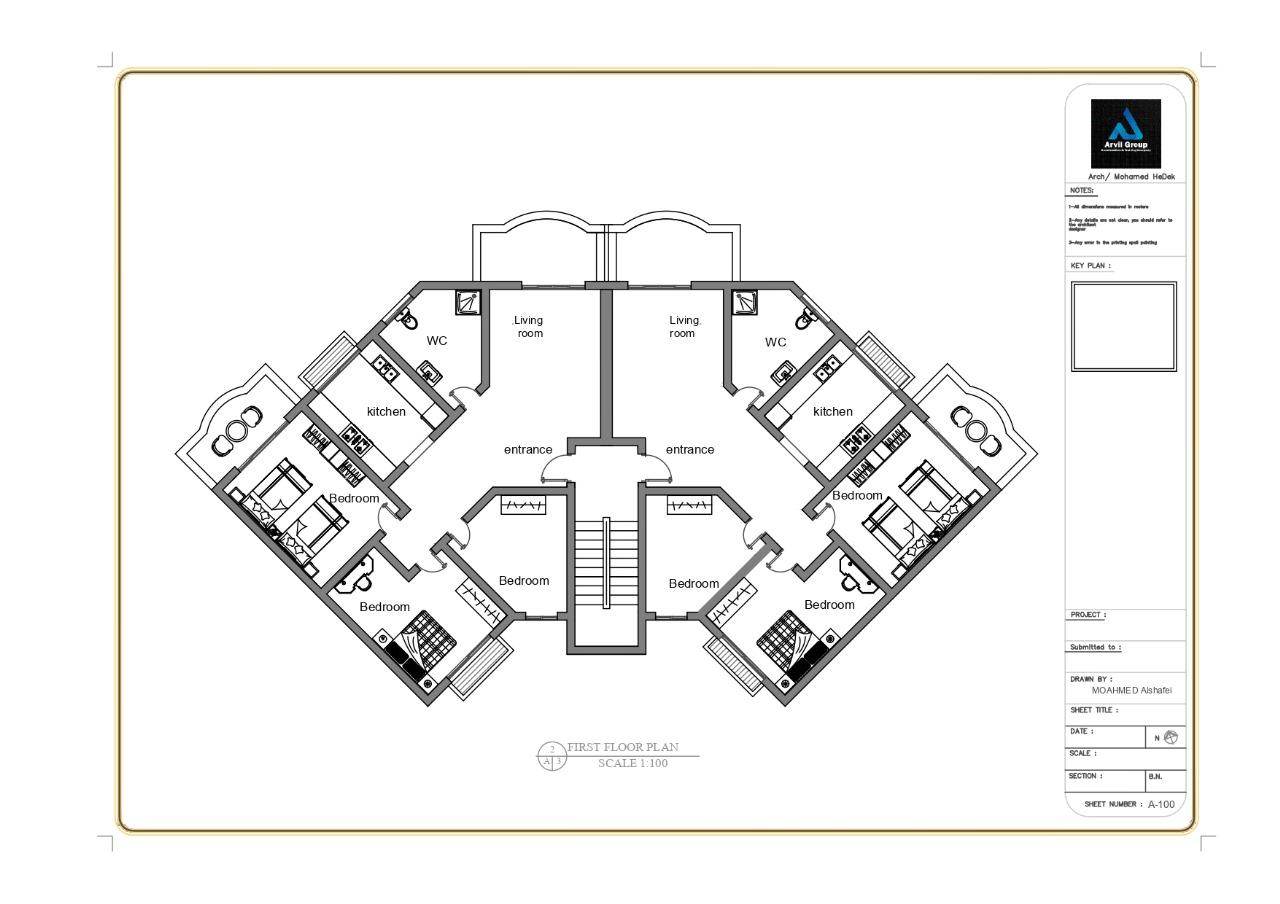 Arvil Group
Arch/ Mohamed HeDek
NOTES:
1-All dimensions measured in meters
2-Any details are not clear, you should refer to
the architect
designer
3-Any error in the printing spoil pointing
KEY PLAN :
Living
room
Living
room
WC
WC
kitchen
kitchen
entrance
entrance
Bedroom
Bedroom
Bedroom
Bedroom
Bedroom
Bedroom
2
A 3
FIRST FLOOR PLAN
SCALE 1:100
PROJECT :
Submitted to :
DRAWN BY :
MOAHMED Alshafei
SHEET TITLE :
DATE :
N
SCALE :
SECTION :
B.N.
SHEET NUMBER : A-100